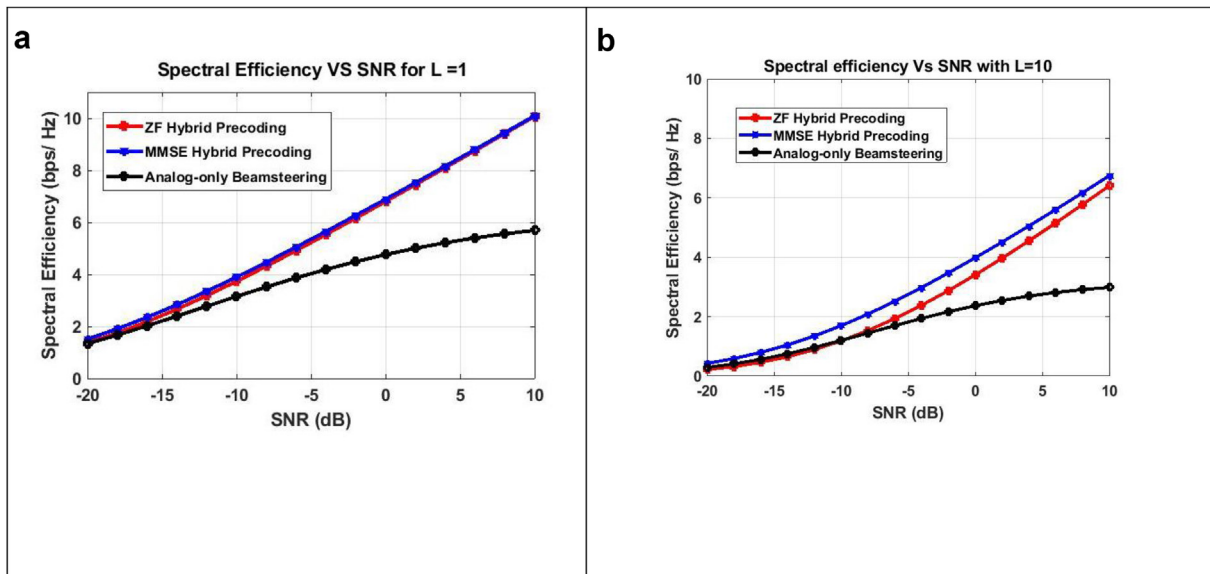 a
Spectral Efficiency VS SNR for L =1
Spectral Efficiency (bps/ Hz)
10
8
6
4
2
0
ZF Hybrid Precoding
MMSE Hybrid Precoding
Analog-only Beamsteering
-20 -15 -10 -5 0 5 10
SNR (dB)
b
Spectral efficiency Vs SNR with L=10
Spectral Efficiency (bps/ Hz)
10
8
6
4
2
0
ZF Hybrid Precoding
MMSE Hybrid Precoding
Analog-only Beamsteering
-20 -15 -10 -5 0 5 10
SNR (dB)